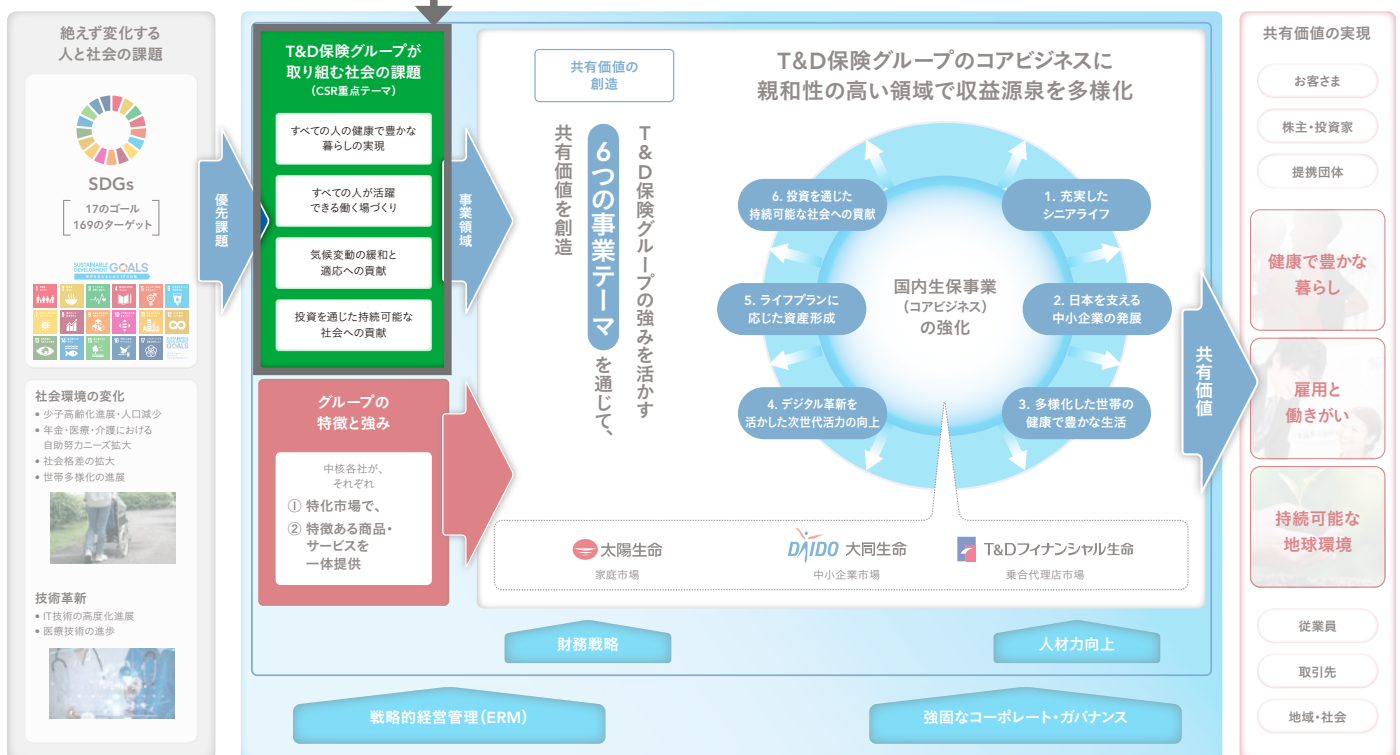 絶えず変化する
人と社会の課題
SDGs
17のゴール
169のターゲット
SUSTAINABLE
DEVELOPMENT GOALS
社会環境の変化
• 少子高齢化進展・人口減少
• 年金・医療・介護における
自助努力ニーズ拡大
• 社会格差の拡大
• 世帯多様化の進展
技術革新
• IT技術の高度化進展
• 医療技術の進歩
優先課題
T&D保険グループが
取り組む社会の課題
（CSR重点テーマ）
すべての人の健康で豊かな
暮らしの実現
すべての人が活躍
できる働く場づくり
気候変動の緩和と
適応への貢献
投資を通じた持続可能な
社会への貢献
グループの
特徴と強み
中核各社が、
それぞれ
① 特化市場で、
② 特徴ある商品・
サービスを
一体提供
事業領域
共有価値の
創造
T&D保険グループの強みを活かす
6つの事業テーマを通じて、
共有価値を創造
T&D保険グループのコアビジネスに
親和性の高い領域で収益源泉を多様化
1. 充実した
シニアライフ
2. 日本を支える
中小企業の発展
3. 多様化した世帯の
健康で豊かな生活
4. デジタル革新を
活かした次世代活力の向上
5. ライフプランに
応じた資産形成
6. 投資を通じた
持続可能な社会への貢献
国内生保事業
（コアビジネス）
の強化
太陽生命
家庭市場
DAIDO 大同生命
中小企業市場
T&Dフィナンシャル生命
乗合代理店市場
財務戦略
人材力向上
戦略的経営管理（ERM）
強固なコーポレート・ガバナンス
共有価値
共有価値の実現
お客さま
株主・投資家
提携団体
健康で豊かな
暮らし
雇用と
働きがい
持続可能な
地球環境
従業員
取引先
地域・社会